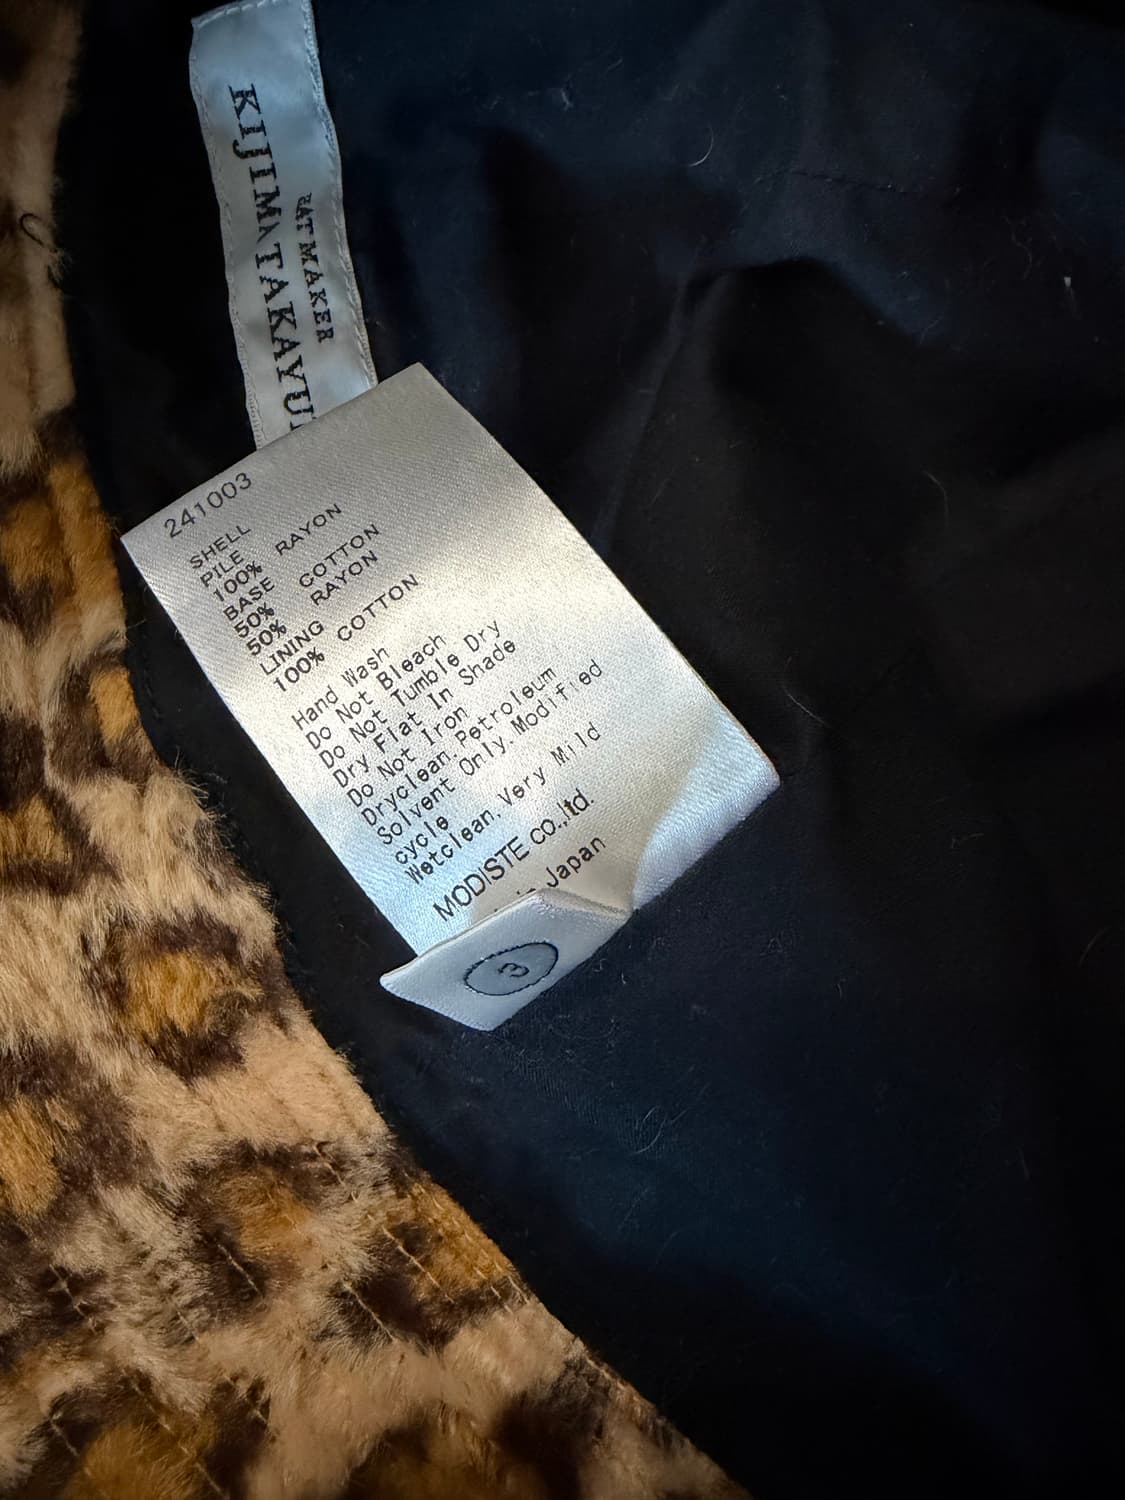 KIJIMA TAKAYU
HAT MAKER
241003
SHELL
PILE
100% RAYON
BASE
50% COTTON
50% RAYON
LINING
100% COTTON
Hand Wash
Do Not Bleach
Do Not Tumble Dry
Dry Flat In Shade
Do Not Iron
Dryclean, Petroleum
Solvent Only, Modified
cycle
Wetclean, Very Mild
MODISTE co.,ltd.
in Japan
3